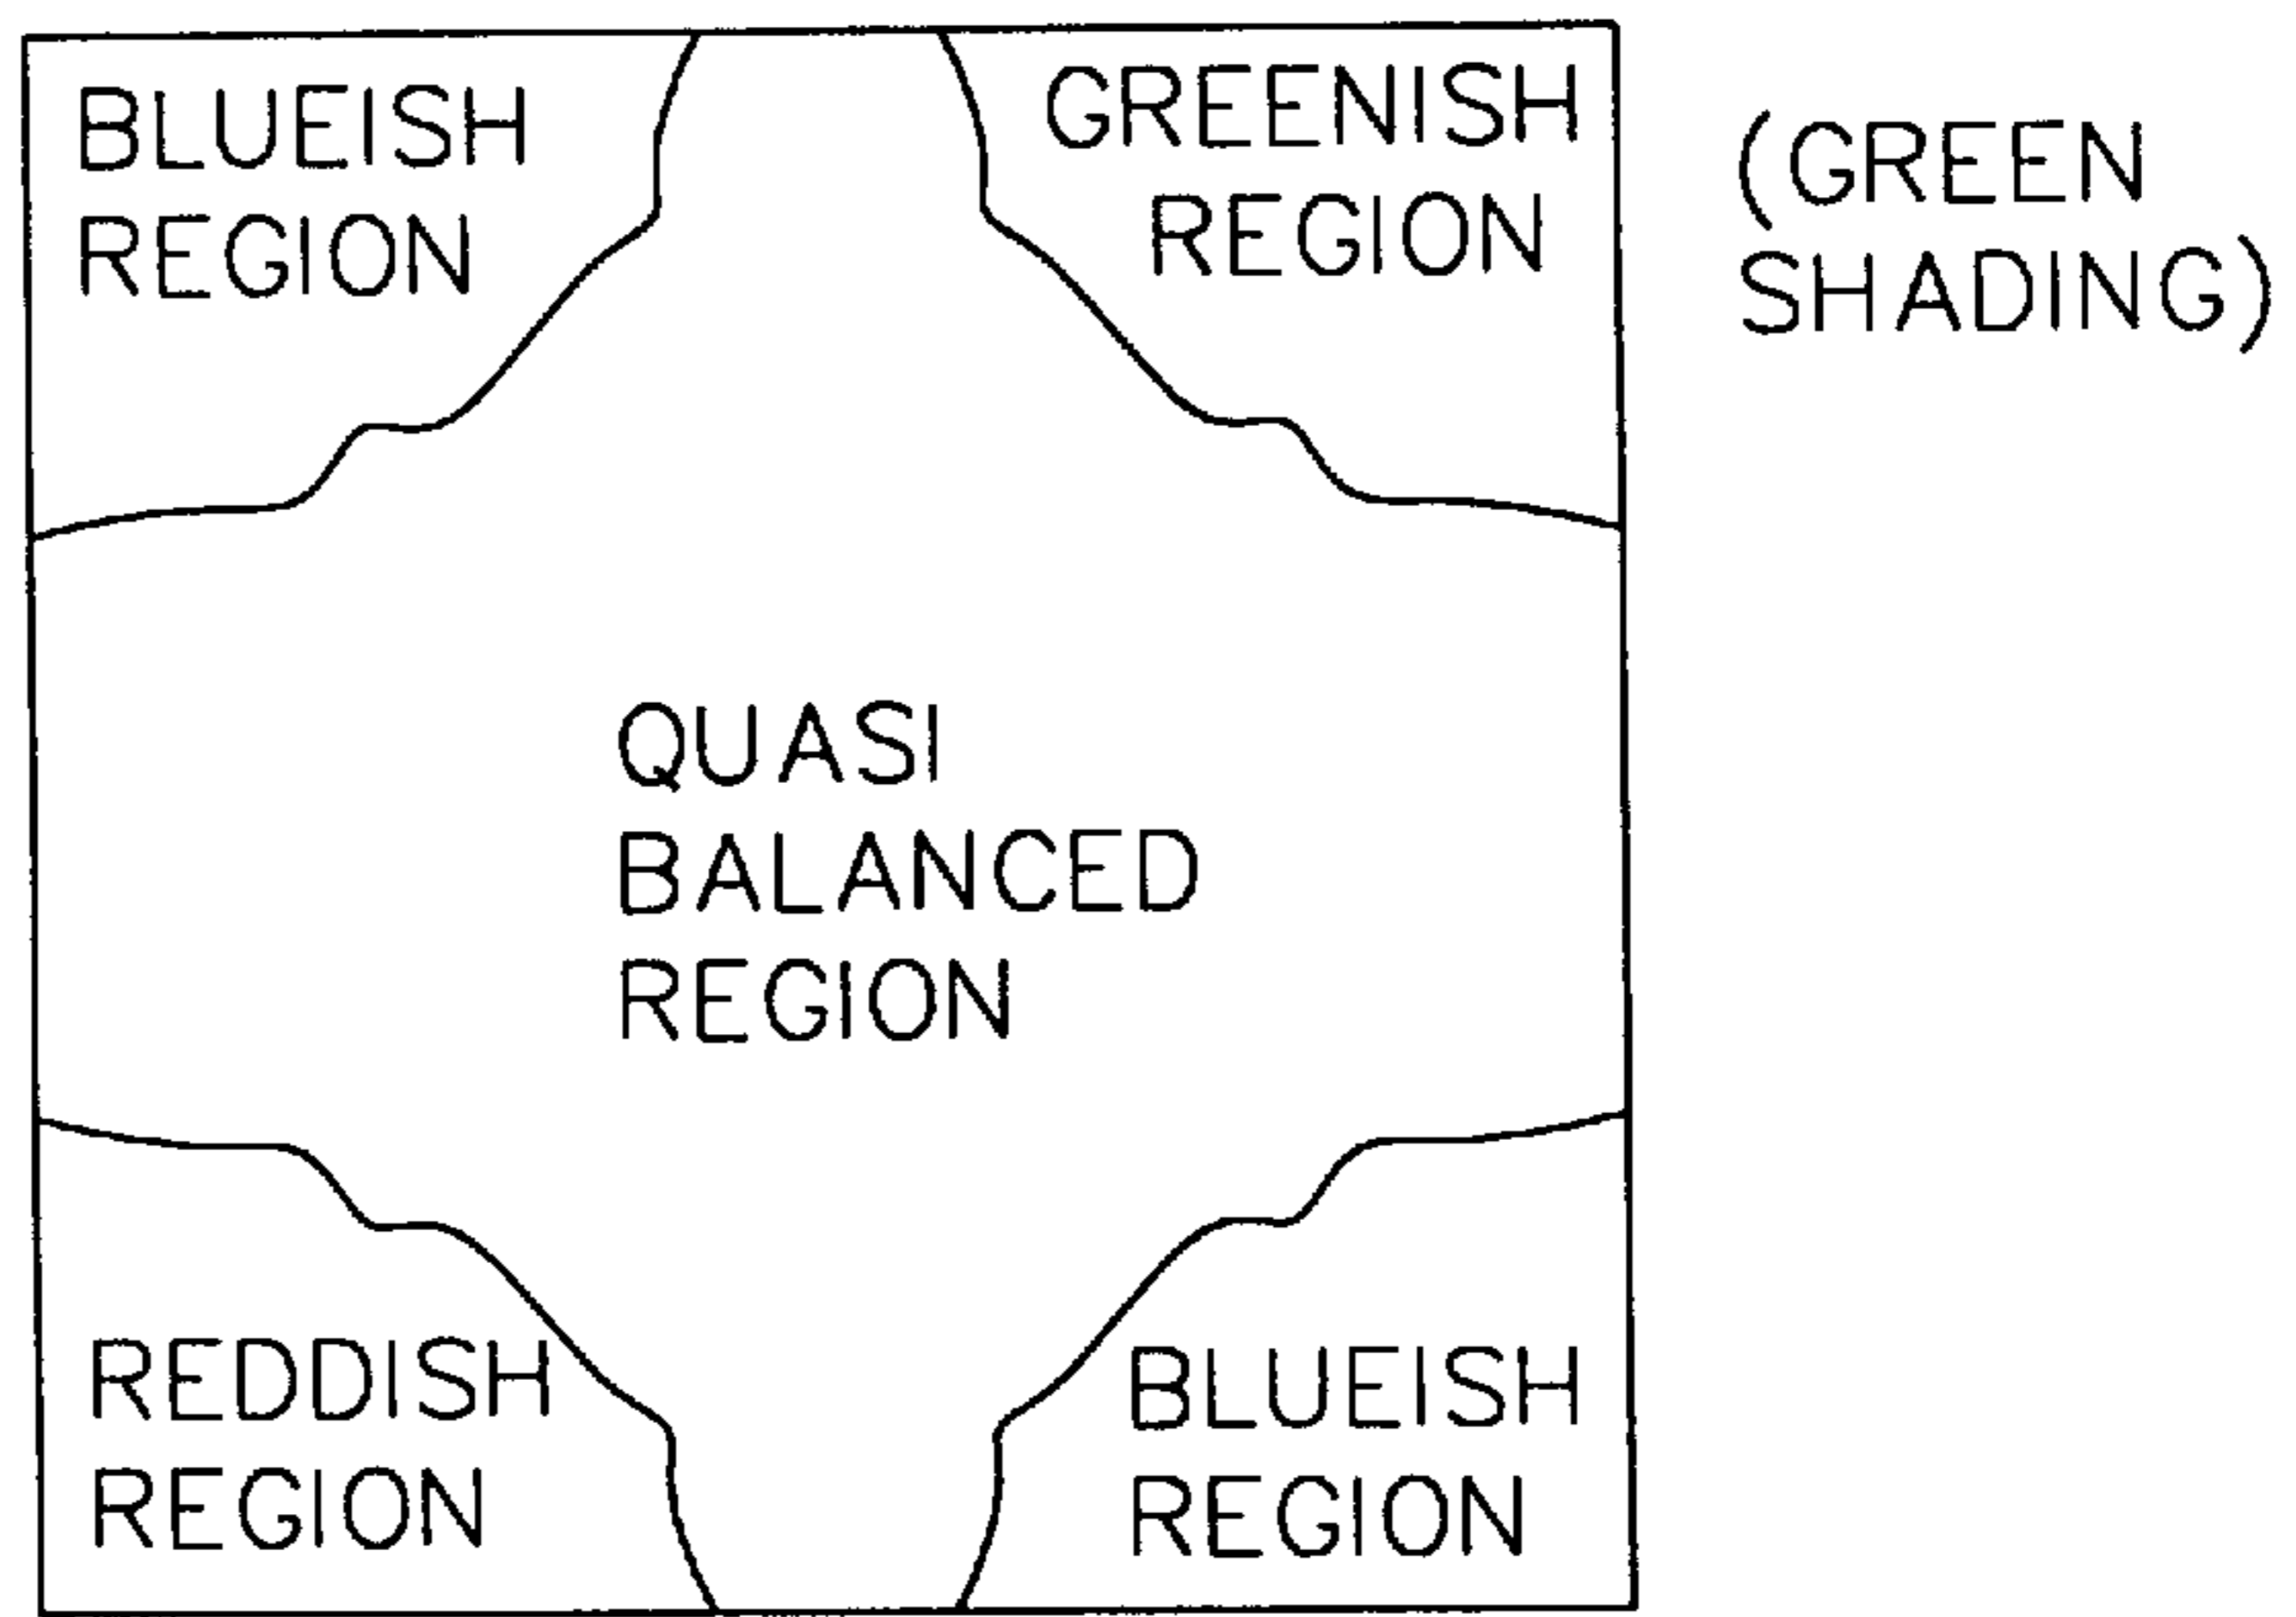 BLUEISH
REGION
GREENISH
REGION
(GREEN
SHADING)
QUASI
BALANCED
REGION
REDDISH
REGION
BLUEISH
REGION